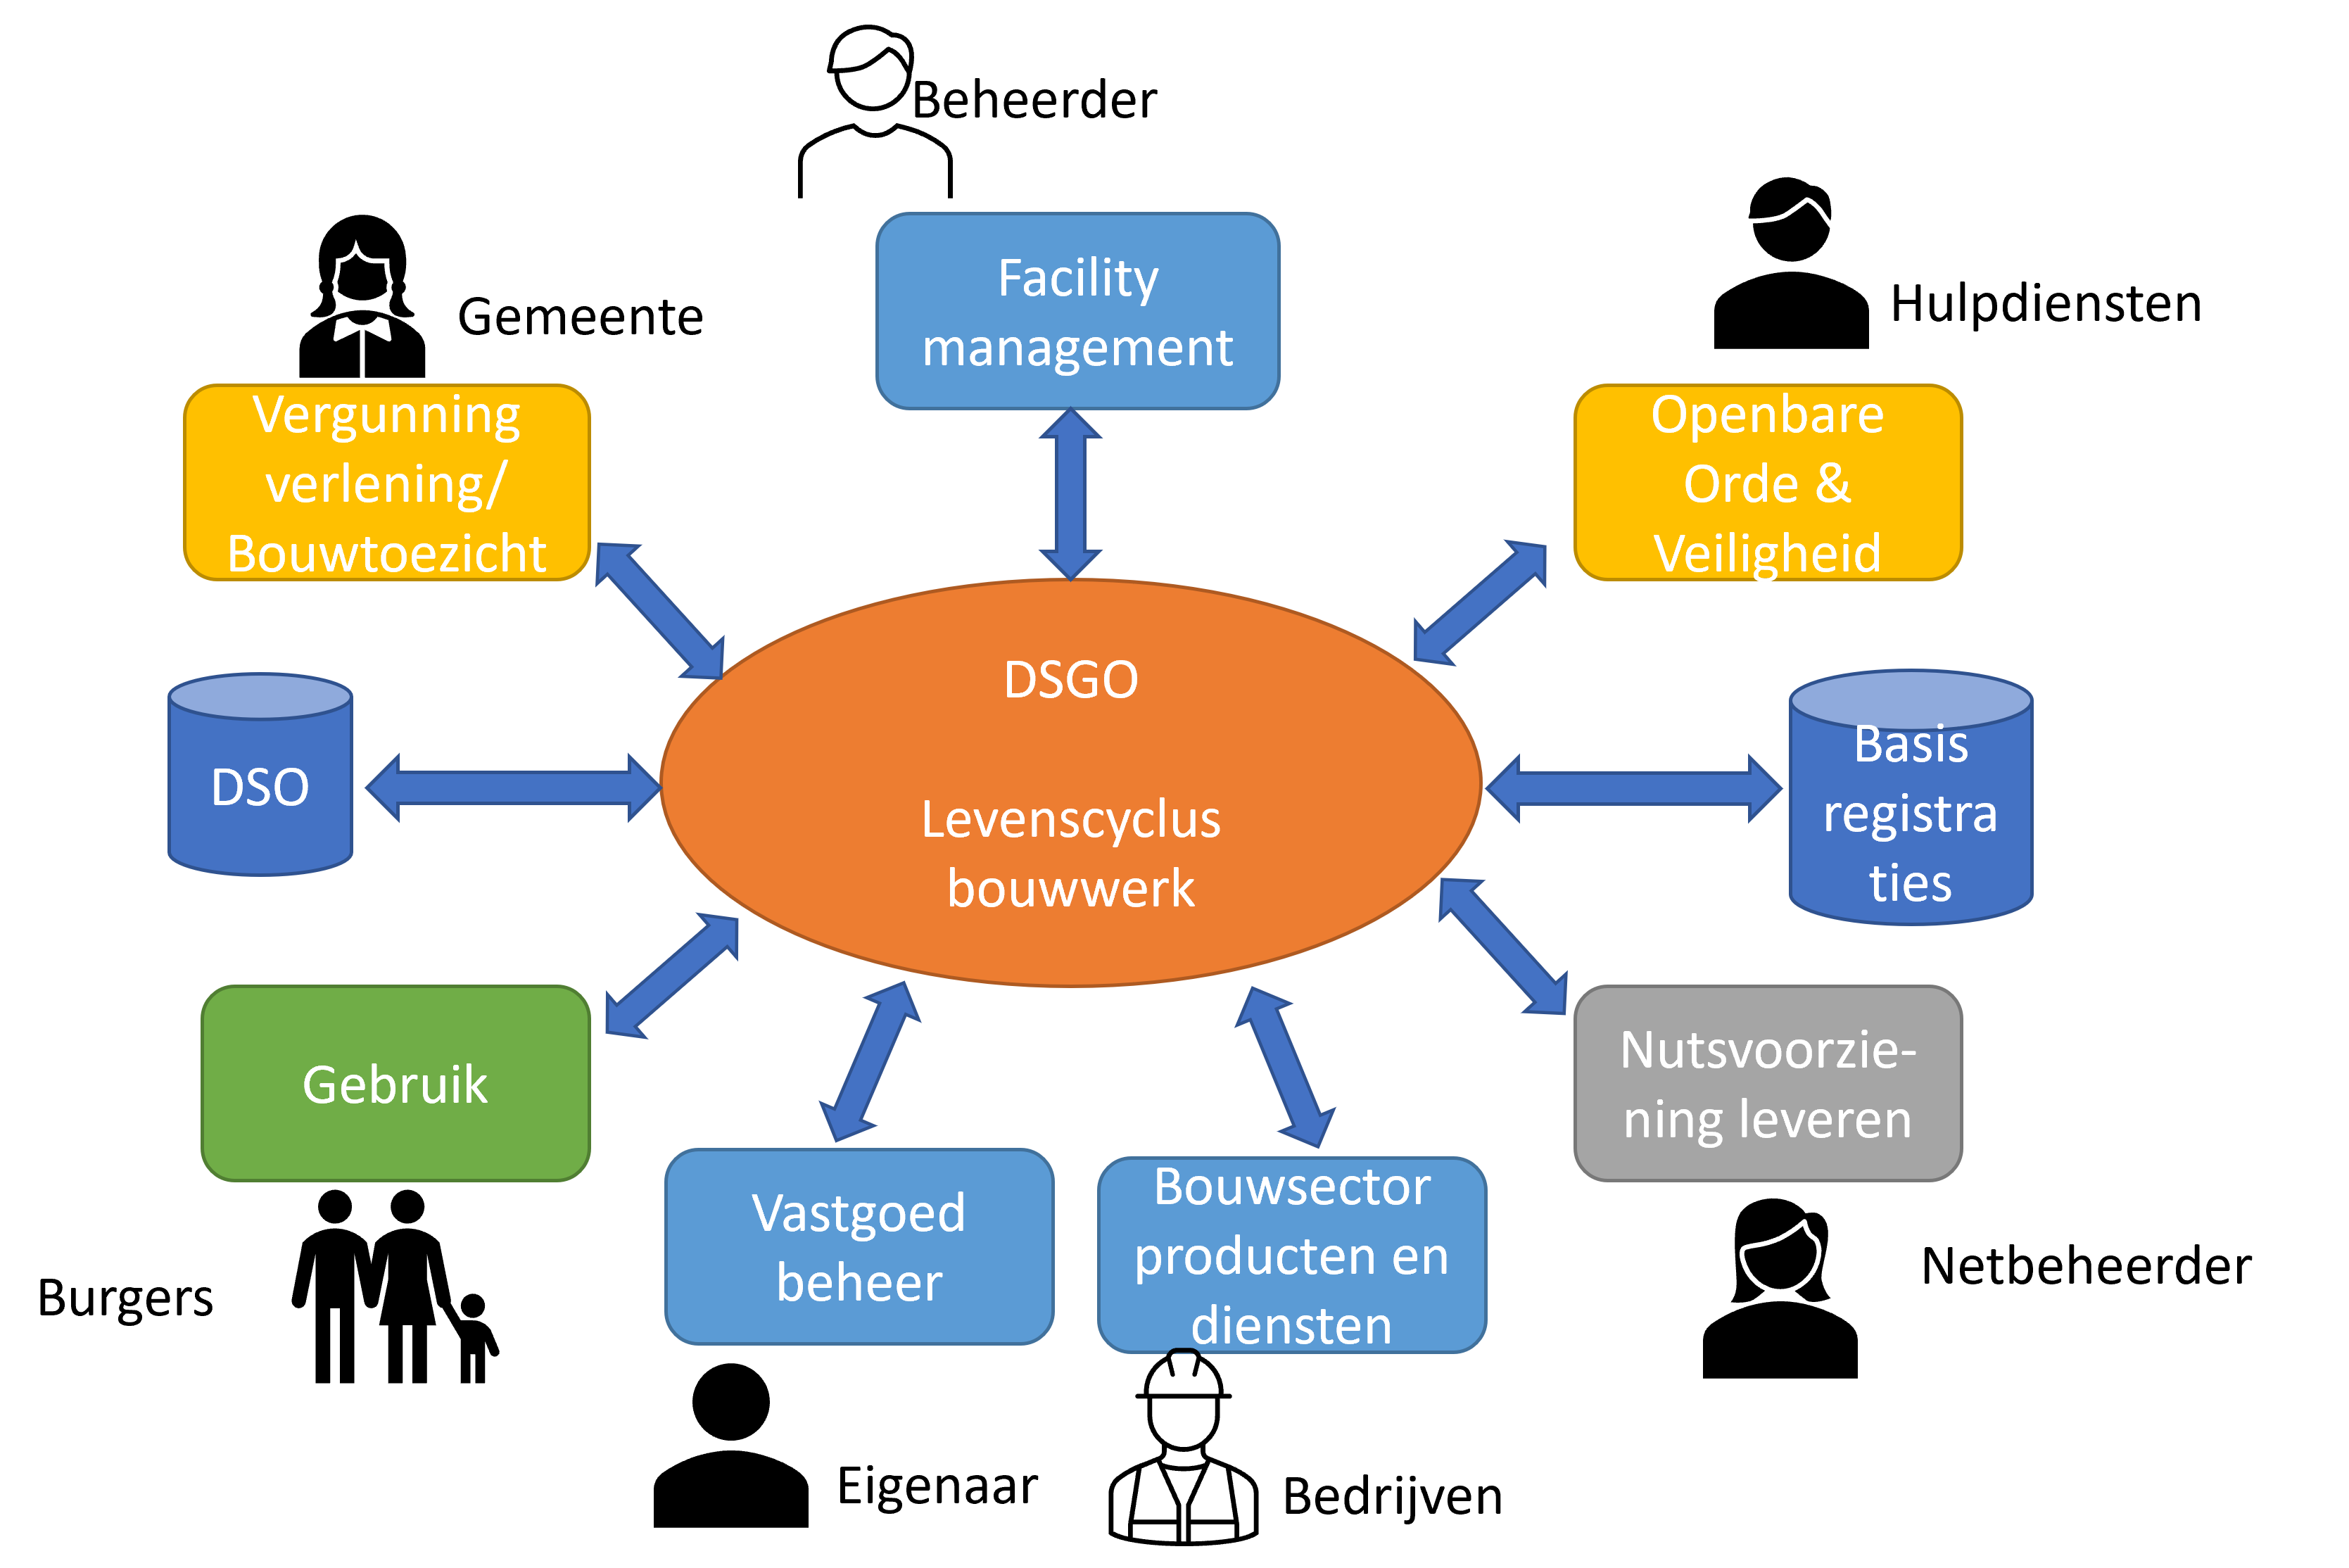 Beheerder
Facility
management
Gemeente
Vergunning
verlening/
Bouwtoezicht
Hulpdiensten
Openbare
Orde &
Veiligheid
DSO
DSGO
Levenscyclus
bouwwerk
Basis
registra
ties
Gebruik
Burgers
Vastgoed
beheer
Eigenaar
Bouwsector
producten en
diensten
Bedrijven
Nutsvoorzie-
ning leveren
Netbeheerder